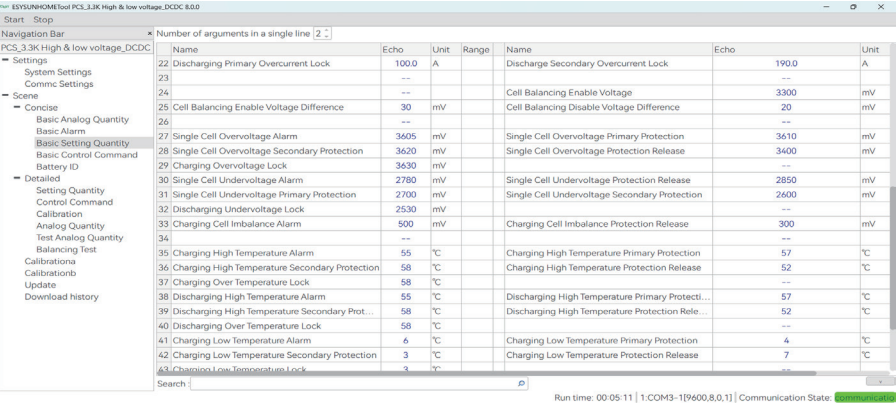 ESYSUNHOMETool PCS_3.3K High & low voltage_DCDC 8.0.0
Start Stop
Navigation Bar × Number of arguments in a single line 2
PCS_3.3K High & low voltage_DCDC
Settings
System Settings
Commc Settings
Scene
Concise
Basic Analog Quantity
Basic Alarm
Basic Setting Quantity
Basic Control Command
Battery ID
Detailed
Setting Quantity
Control Command
Calibration
Analog Quantity
Test Analog Quantity
Balancing Test
Calibrationa
Calibrationb
Update
Download history
Name Echo Unit Range Name Echo Unit
22 Discharging Primary Overcurrent Lock 100.0 A Discharge Secondary Overcurrent Lock 190.0 A
23 -- --
24 -- Cell Balancing Enable Voltage 3300 mV
25 Cell Balancing Enable Voltage Difference 30 mV Cell Balancing Disable Voltage Difference 20 mV
26 -- --
27 Single Cell Overvoltage Alarm 3605 mV Single Cell Overvoltage Primary Protection 3610 mV
28 Single Cell Overvoltage Secondary Protection 3620 mV Single Cell Overvoltage Protection Release 3400 mV
29 Charging Overvoltage Lock 3630 mV --
30 Single Cell Undervoltage Alarm 2780 mV Single Cell Undervoltage Protection Release 2850 mV
31 Single Cell Undervoltage Primary Protection 2700 mV Single Cell Undervoltage Secondary Protection 2600 mV
32 Discharging Undervoltage Lock 2530 mV --
33 Charging Cell Imbalance Alarm 500 mV Charging Cell Imbalance Protection Release 300 mV
34 -- --
35 Charging High Temperature Alarm 55 ℃ Charging High Temperature Primary Protection 57 ℃
36 Charging High Temperature Secondary Protection 58 ℃ Charging High Temperature Protection Release 52 ℃
37 Charging Over Temperature Lock 58 ℃ --
38 Discharging High Temperature Alarm 55 ℃ Discharging High Temperature Primary Protecti... 57 ℃
39 Discharging High Temperature Secondary Prot... 58 ℃ Discharging High Temperature Protection Rele... 52 ℃
40 Discharging Over Temperature Lock 58 ℃ --
41 Charging Low Temperature Alarm 6 ℃ Charging Low Temperature Primary Protection 4 ℃
42 Charging Low Temperature Secondary Protection 3 ℃ Charging Low Temperature Protection Release 7 ℃
43 Charging Low Temperature Lock 3 ℃ --
Search :
Run time: 00:05:11 | 1:COM3-1[9600,8,0,1] | Communication State: communicatio